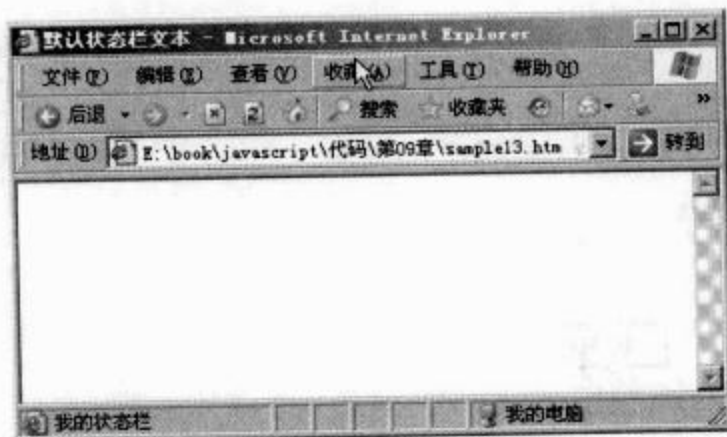 默认状态栏文本 - Microsoft Internet Explorer
文件(F) 编辑(E) 查看(V) 收藏(A) 工具(T) 帮助(H)
后退 搜索 收藏夹 »
地址(D) E:\book\javascript\代码\第09章\sample13.htm 转到
我的状态栏 我的电脑